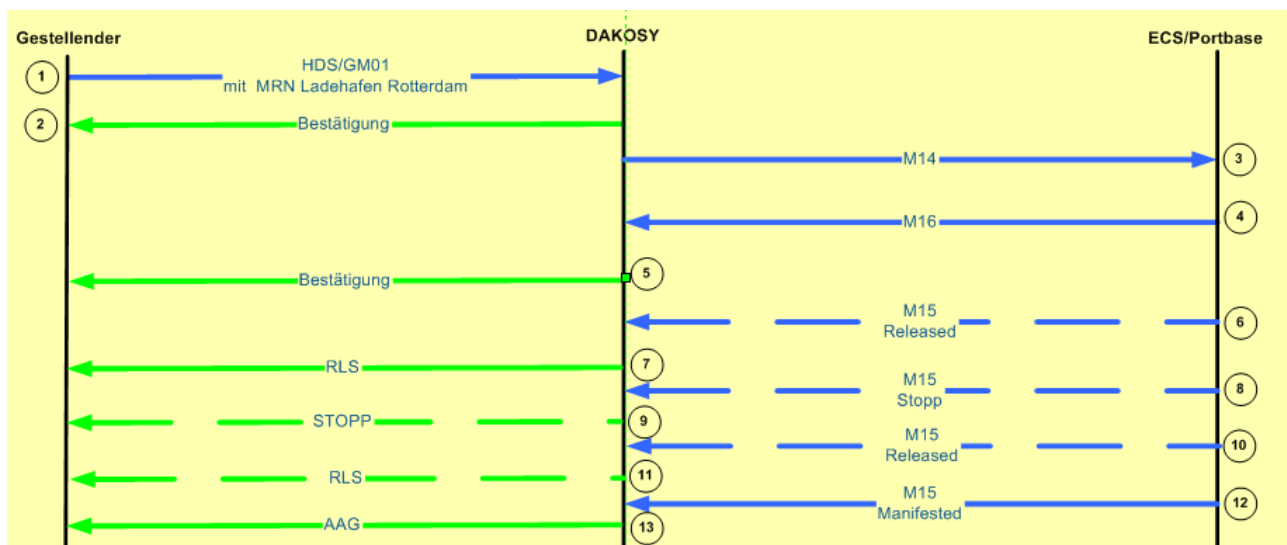 Gestellender
DAKOSY
ECS/Portbase
1
HDS/GM01
mit MRN Ladehafen Rotterdam
2
Bestätigung
M14
3
M16
4
Bestätigung
5
M15
Released
6
RLS
7
M15
Stopp
8
STOPP
9
M15
Released
10
RLS
11
M15
Manifested
12
AAG
13